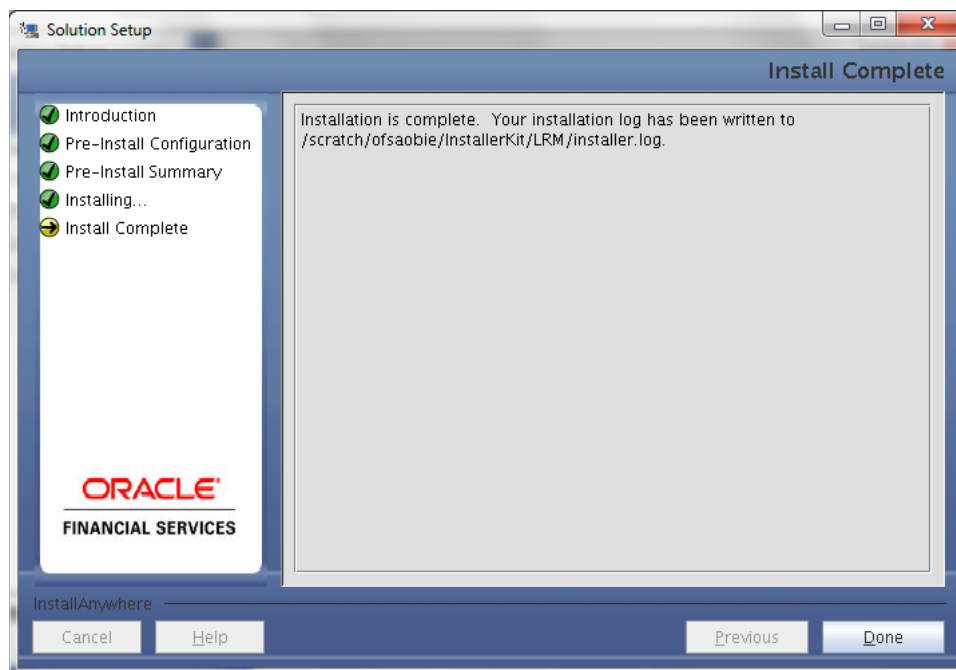 Solution Setup
Install Complete
Introduction
Pre-Install Configuration
Pre-Install Summary
Installing...
Install Complete
Installation is complete.  Your installation log has been written to
/scratch/ofsaobie/InstallerKit/LRM/installer.log.
ORACLE
FINANCIAL SERVICES
InstallAnywhere
Cancel
Help
Previous
Done